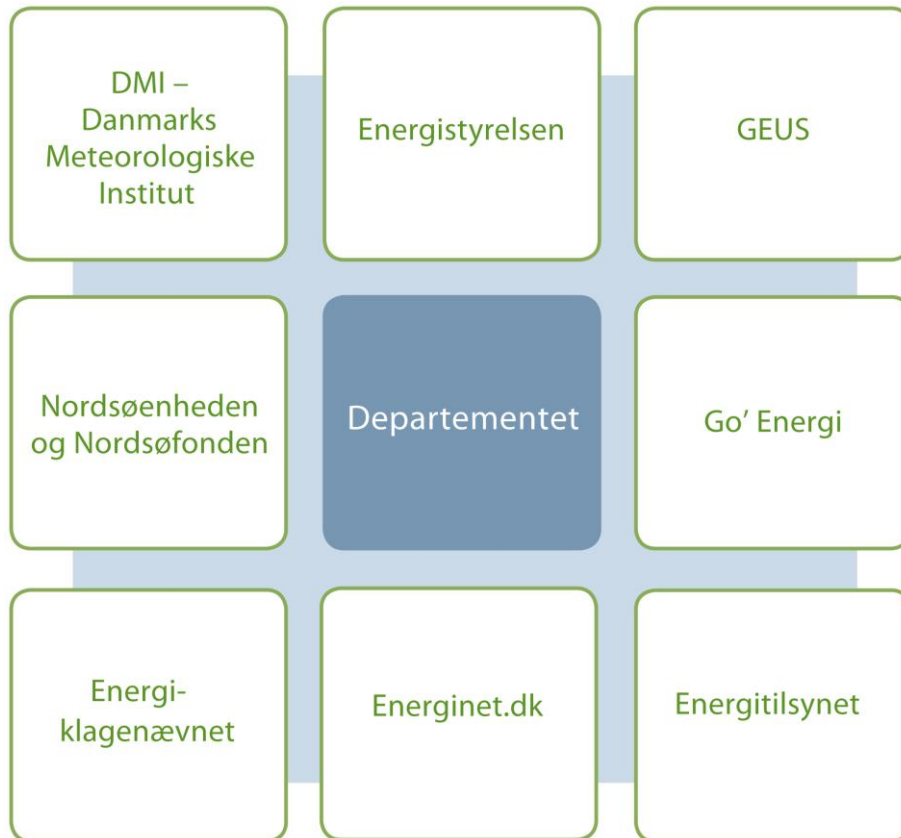 DMI –
Danmarks
Meteorologiske
Institut
Energistyrelsen
GEUS
Nordsøenheden
og Nordsøfonden
Departementet
Go’ Energi
Energi-
klagenævnet
Energinet.dk
Energitilsynet